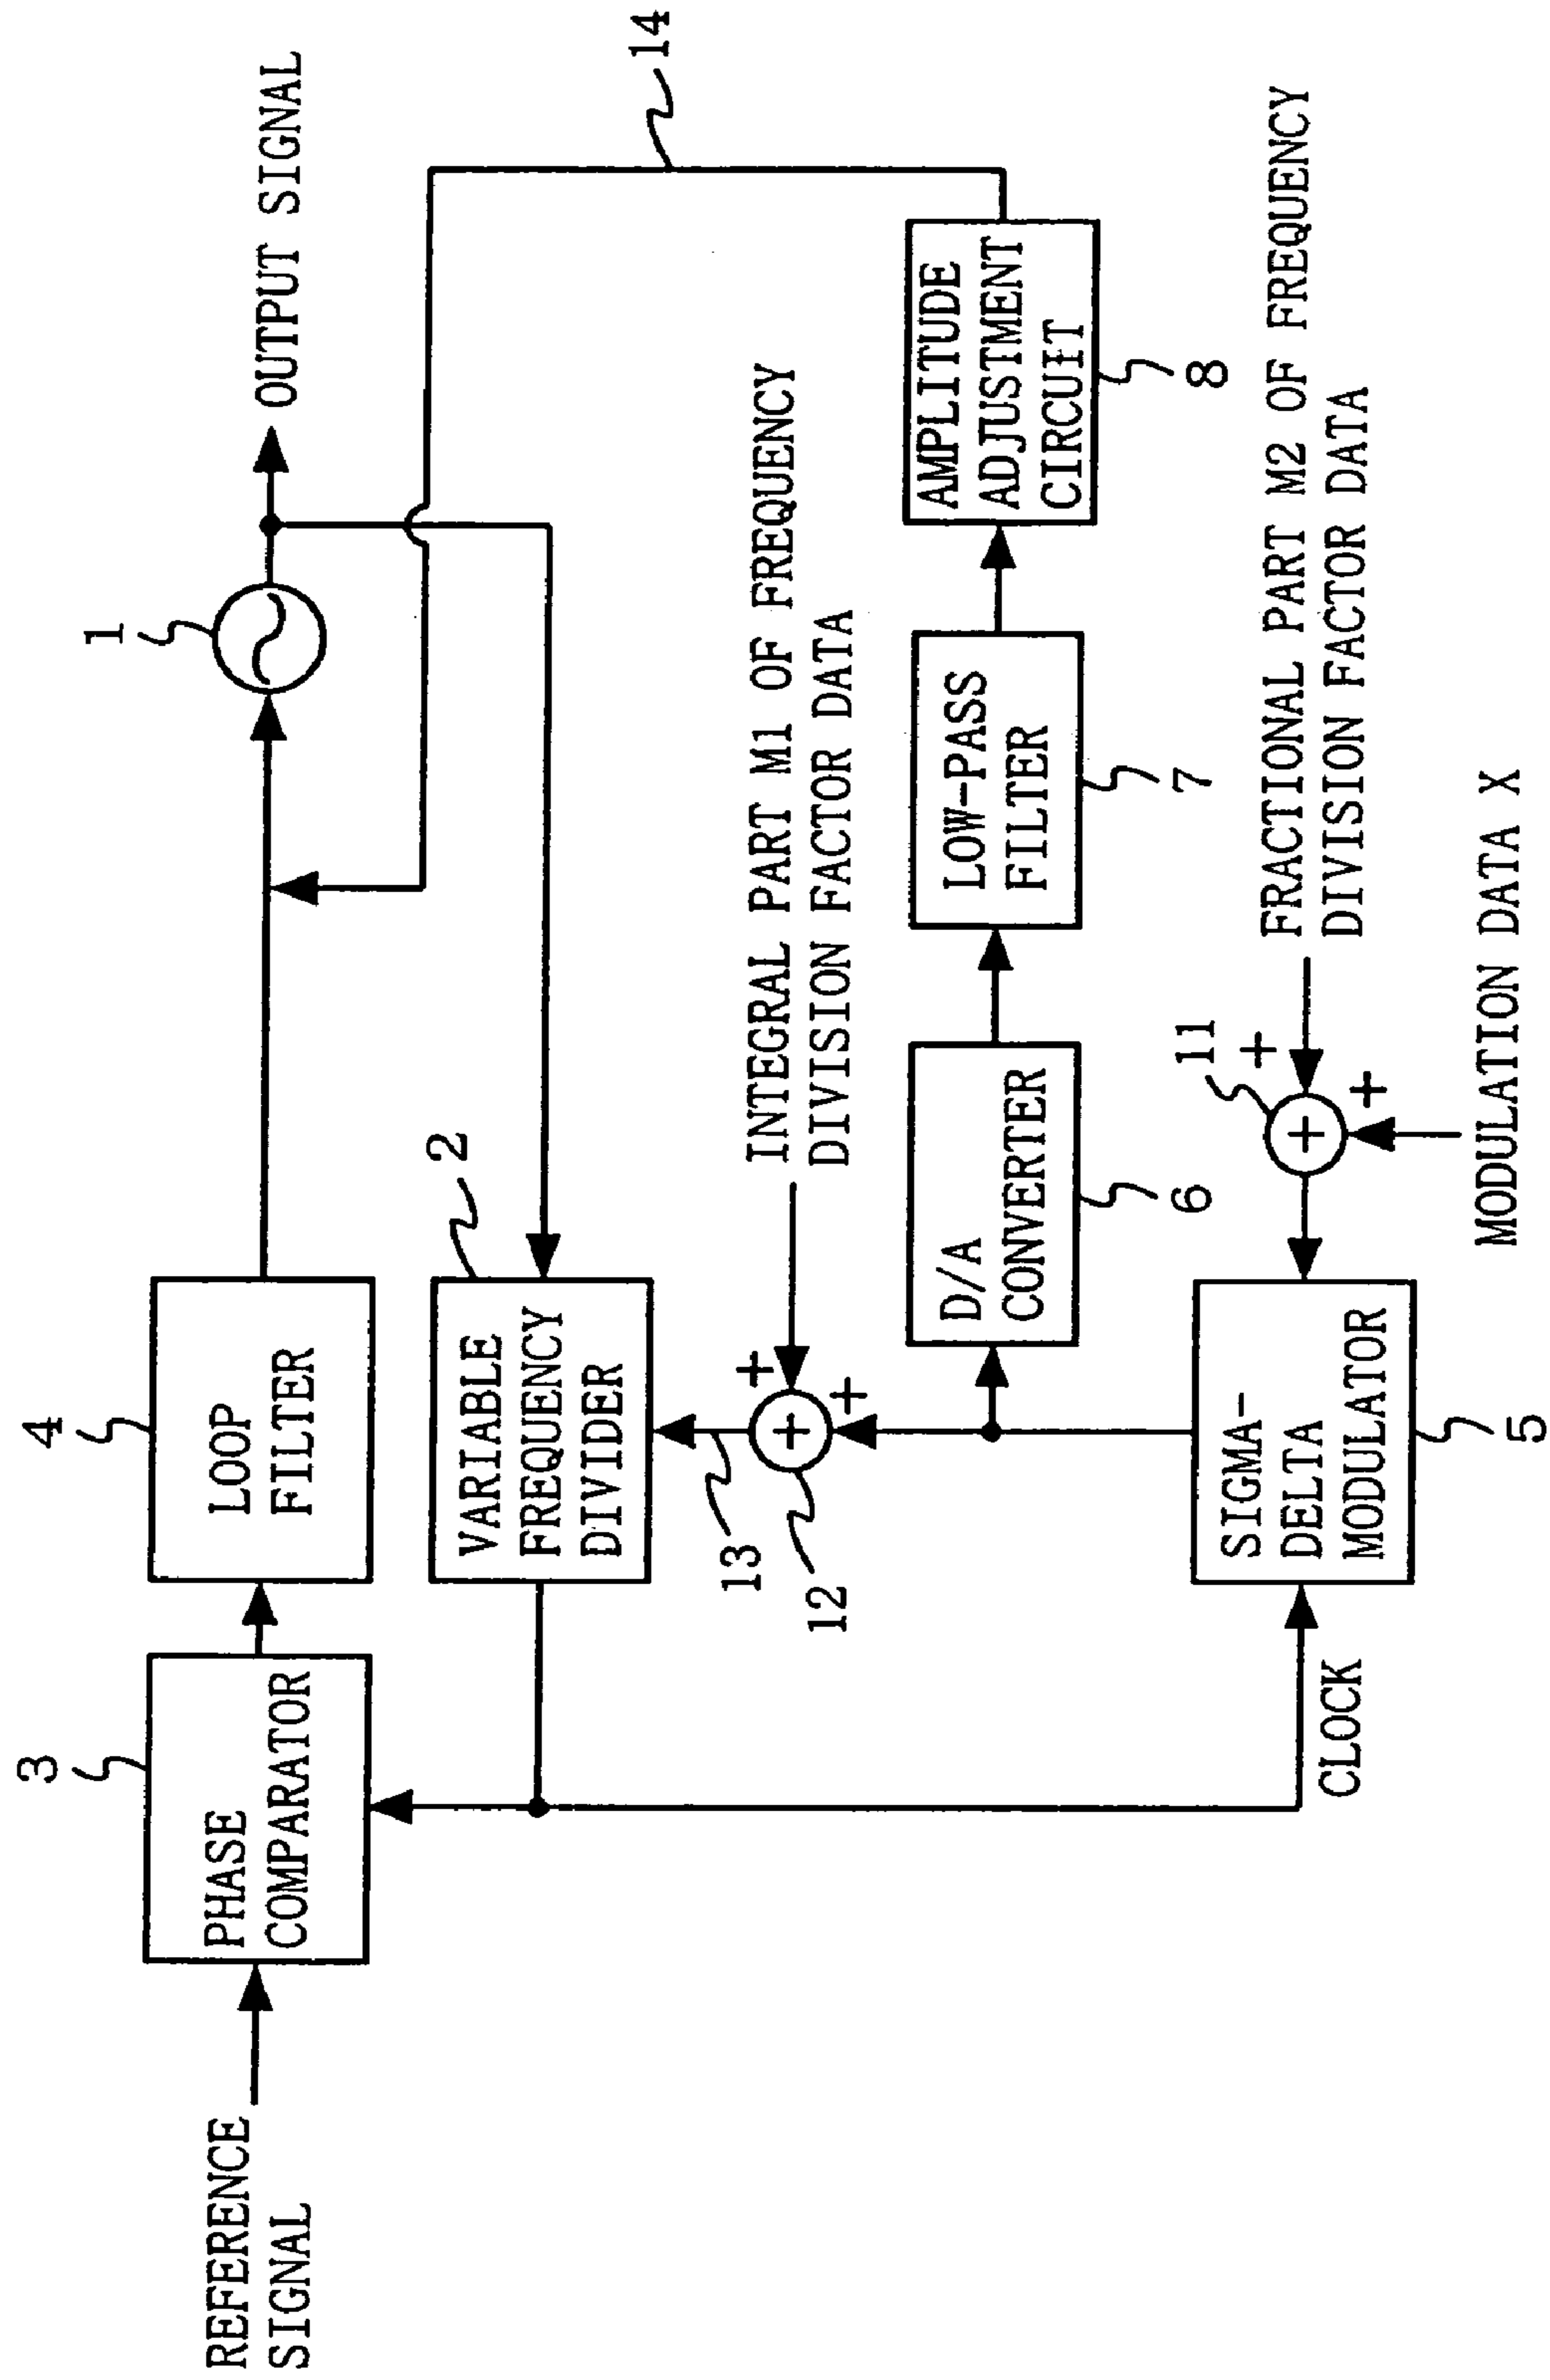 REFERENCE
SIGNAL
3
PHASE
COMPARATOR
4
LOOP
FILTER
1
OUTPUT SIGNAL
2
VARIABLE
FREQUENCY
DIVIDER
14
13
12
INTEGRAL PART M1 OF FREQUENCY
DIVISION FACTOR DATA
+
+
+
D/A
CONVERTER
6
LOW-PASS
FILTER
7
AMPLITUDE
ADJUSTMENT
CIRCUIT
8
CLOCK
SIGMA-
DELTA
MODULATOR
5
11
+
+
+
FRACTIONAL PART M2 OF FREQUENCY
DIVISION FACTOR DATA
MODULATION DATA X